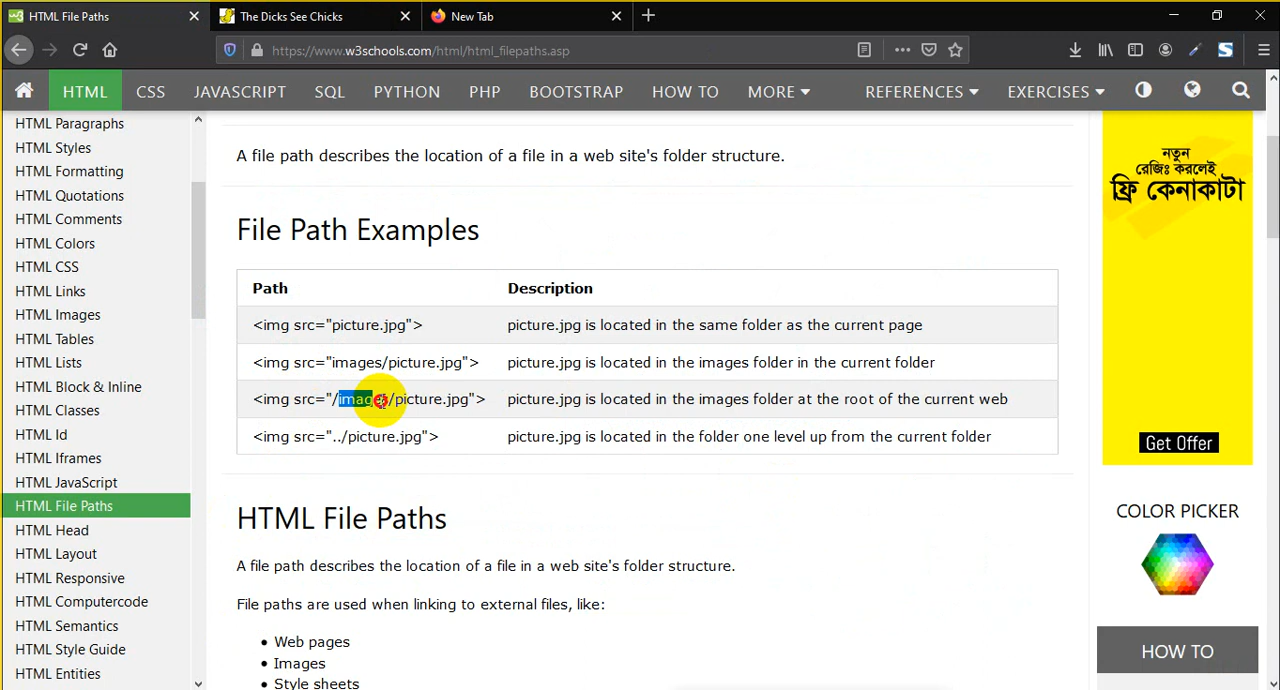 HTML File Paths
The Dicks See Chicks
New Tab
https://www.w3schools.com/html/html_filepaths.asp
HTML
CSS
JAVASCRIPT
SQL
PYTHON
PHP
BOOTSTRAP
HOW TO
MORE
REFERENCES
EXERCISES
HTML Paragraphs
HTML Styles
HTML Formatting
HTML Quotations
HTML Comments
HTML Colors
HTML CSS
HTML Links
HTML Images
HTML Tables
HTML Lists
HTML Block & Inline
HTML Classes
HTML Id
HTML Iframes
HTML JavaScript
HTML File Paths
HTML Head
HTML Layout
HTML Responsive
HTML Computercode
HTML Semantics
HTML Style Guide
HTML Entities
A file path describes the location of a file in a web site's folder structure.
File Path Examples
Path Description
<img src="picture.jpg"> picture.jpg is located in the same folder as the current page
<img src="images/picture.jpg"> picture.jpg is located in the images folder in the current folder
<img src="/images/picture.jpg"> picture.jpg is located in the images folder at the root of the current web
<img src="../picture.jpg"> picture.jpg is located in the folder one level up from the current folder
HTML File Paths
A file path describes the location of a file in a web site's folder structure.
File paths are used when linking to external files, like:
Web pages
Images
Style sheets
নতুন
রেজিঃ করলেই
ফ্রি কেনাকাটা
Get Offer
COLOR PICKER
HOW TO